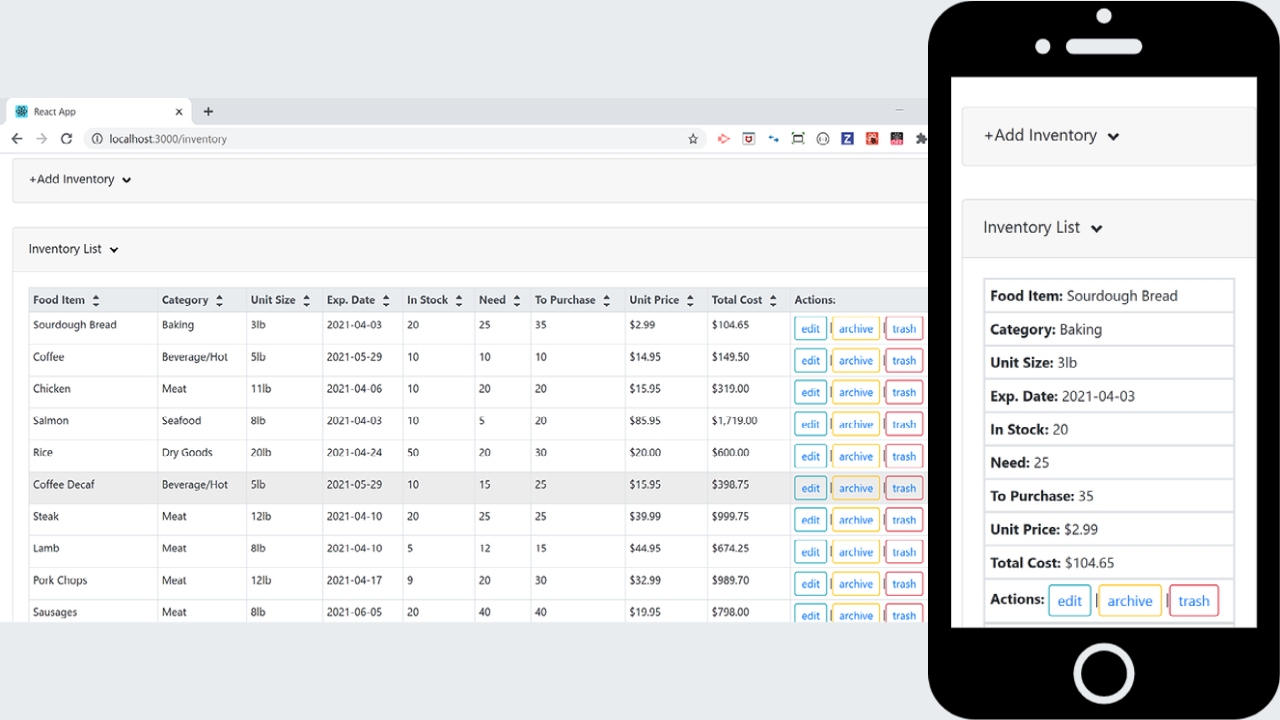 React App
localhost:3000/inventory
+Add Inventory
Inventory List
Food Item Category Unit Size Exp. Date In Stock Need To Purchase Unit Price Total Cost Actions:
Sourdough Bread Baking 3lb 2021-04-03 20 25 35 $2.99 $104.65 edit | archive | trash
Coffee Beverage/Hot 5lb 2021-05-29 10 10 10 $14.95 $149.50 edit | archive | trash
Chicken Meat 11lb 2021-04-06 10 20 20 $15.95 $319.00 edit | archive | trash
Salmon Seafood 8lb 2021-04-03 10 5 20 $85.95 $1,719.00 edit | archive | trash
Rice Dry Goods 20lb 2021-04-24 50 20 30 $20.00 $600.00 edit | archive | trash
Coffee Decaf Beverage/Hot 5lb 2021-05-29 10 15 25 $15.95 $398.75 edit | archive | trash
Steak Meat 12lb 2021-04-10 20 25 25 $39.99 $999.75 edit | archive | trash
Lamb Meat 8lb 2021-04-10 5 12 15 $44.95 $674.25 edit | archive | trash
Pork Chops Meat 12lb 2021-04-17 9 20 30 $32.99 $989.70 edit | archive | trash
Sausages Meat 8lb 2021-06-05 20 40 40 $19.95 $798.00 edit | archive | trash
+Add Inventory
Inventory List
Food Item: Sourdough Bread
Category: Baking
Unit Size: 3lb
Exp. Date: 2021-04-03
In Stock: 20
Need: 25
To Purchase: 35
Unit Price: $2.99
Total Cost: $104.65
Actions: edit | archive | trash